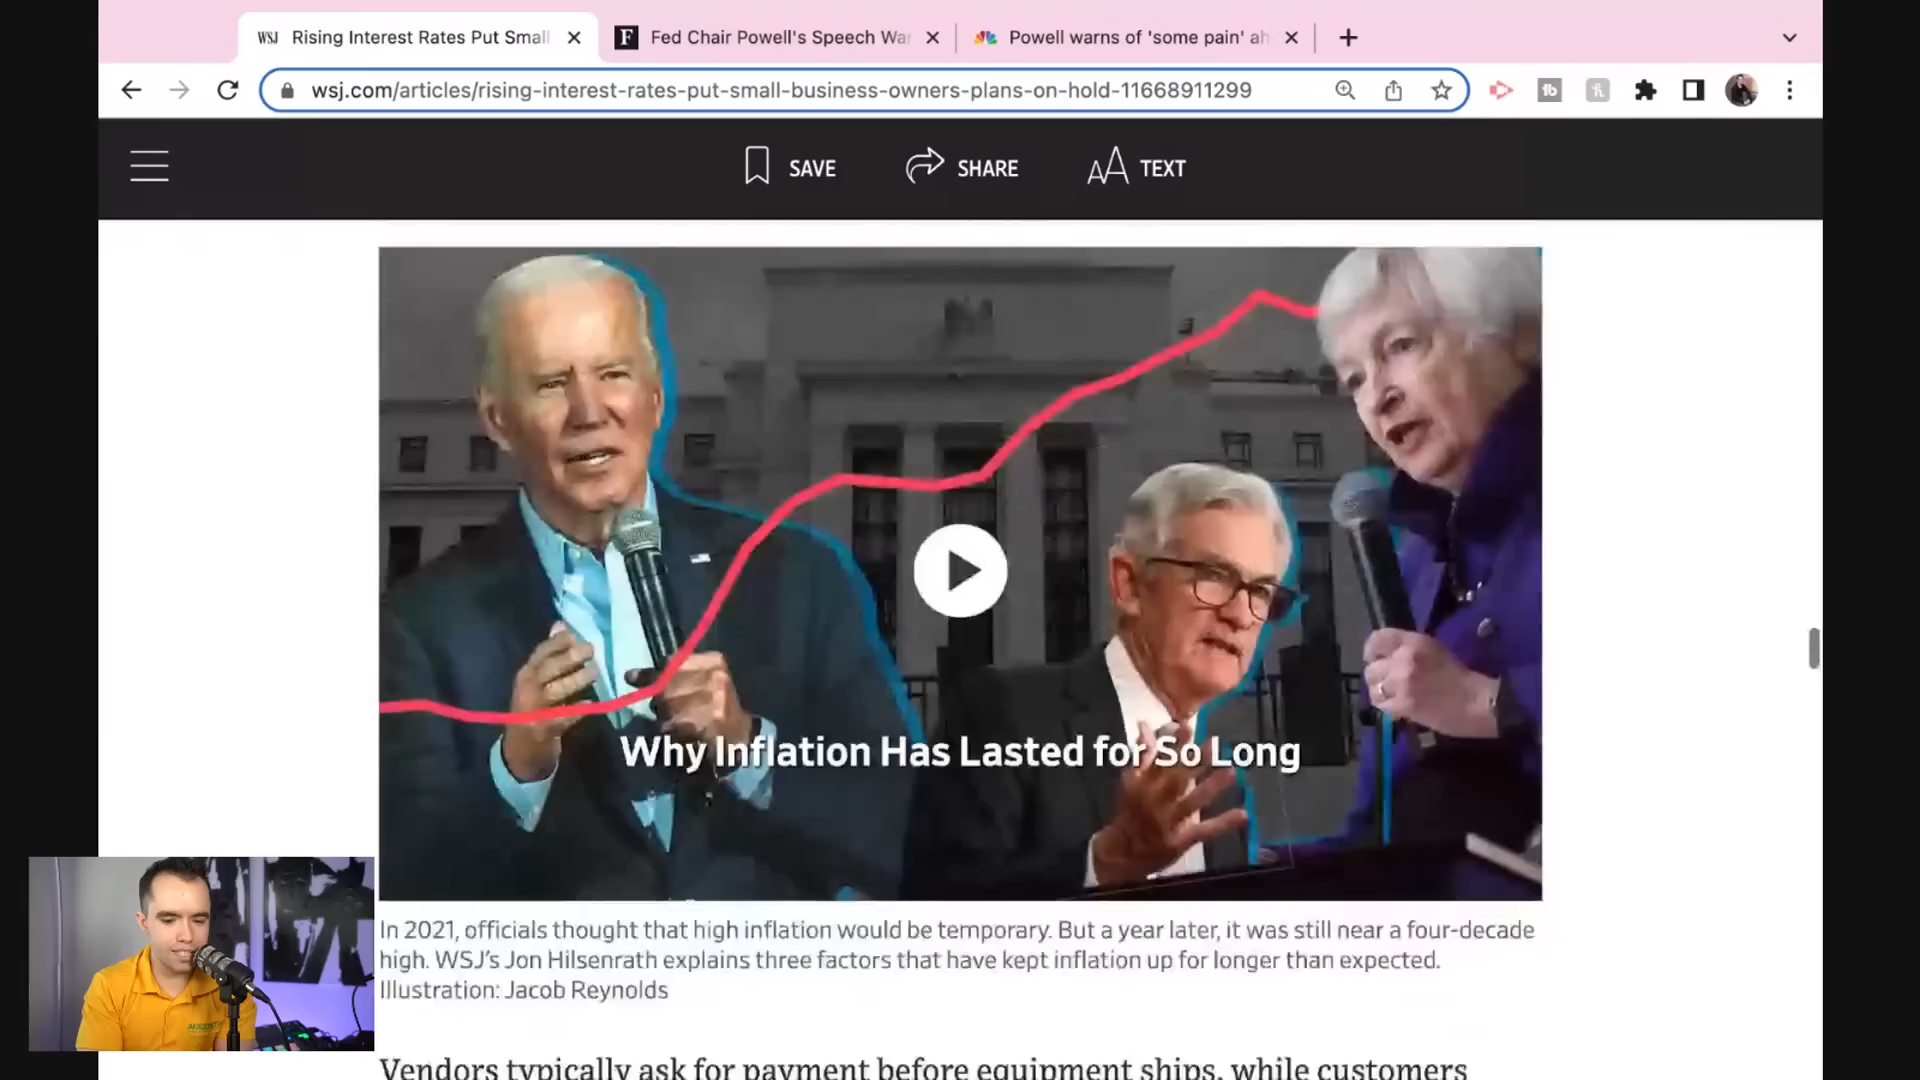 WSJ Rising Interest Rates Put Small
F Fed Chair Powell's Speech War
Powell warns of 'some pain' ah
wsj.com/articles/rising-interest-rates-put-small-business-owners-plans-on-hold-11668911299
SAVE SHARE AA TEXT
Why Inflation Has Lasted for So Long
In 2021, officials thought that high inflation would be temporary. But a year later, it was still near a four-decade
high. WSJ's Jon Hilsenrath explains three factors that have kept inflation up for longer than expected.
Illustration: Jacob Reynolds
Vendors typically ask for payment before equipment ships, while customers